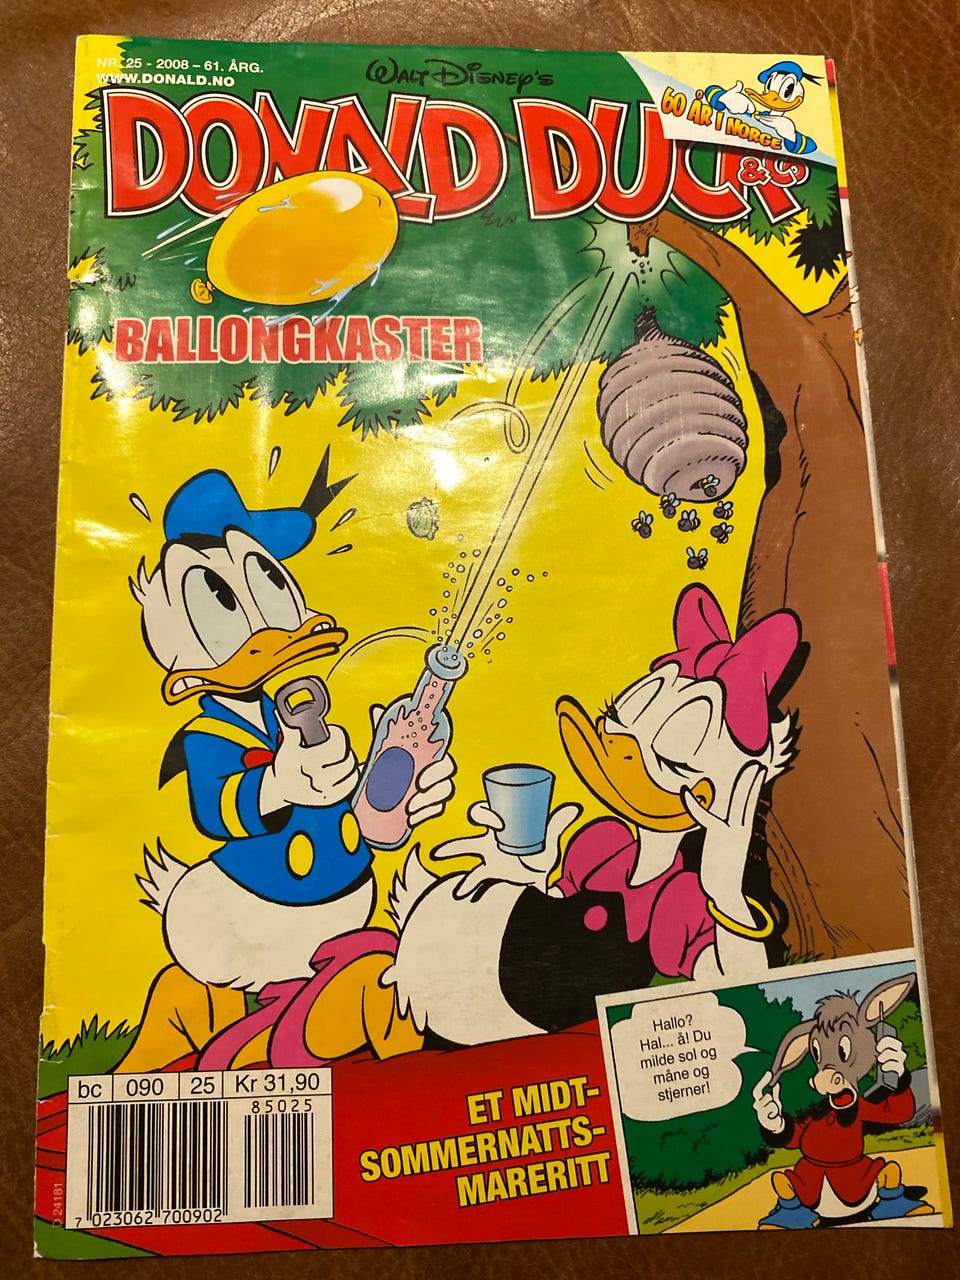 NR. 25 - 2008 – 61. ÅRG.
WWW.DONALD.NO
WALT DISNEY'S
DONALD DUCK
& CO
60 ÅR I NORGE
BALLONGKASTER
Hallo?
Hal... å! Du
milde sol og
måne og
stjerner!
ET MIDT-
SOMMERNATTS-
MARERITT
bc 090 25 Kr 31,90
85025
7 023062 700902
D 24181